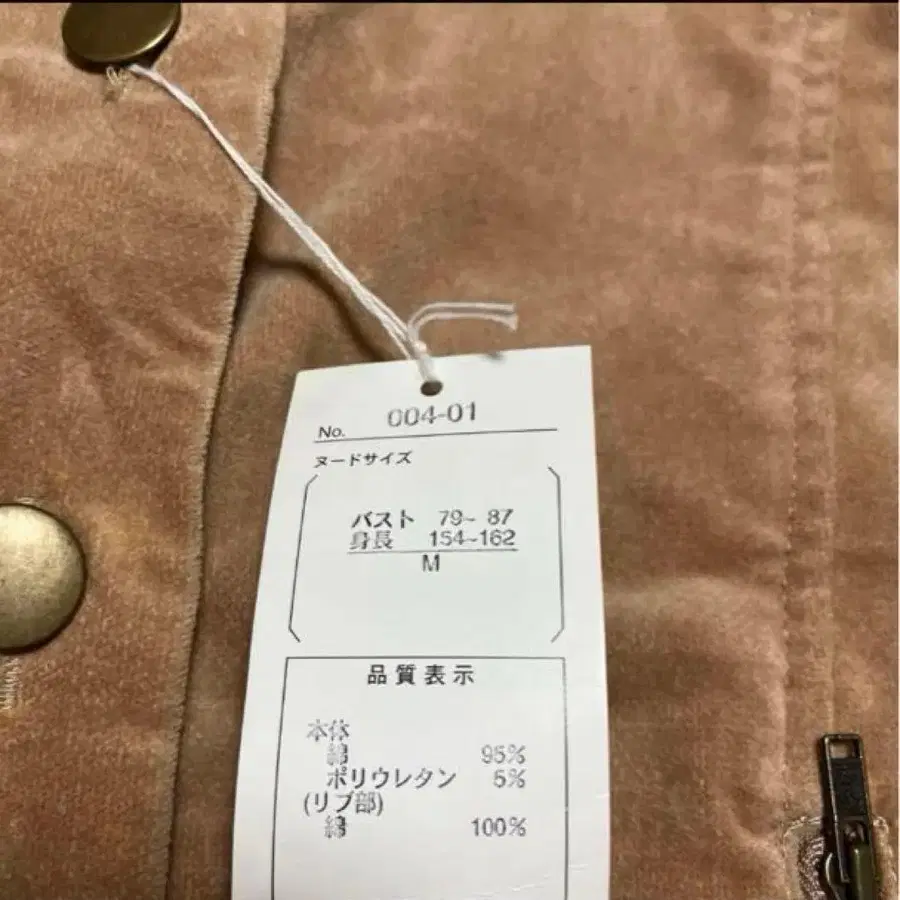 No. 004-01
ヌードサイズ
バスト 79~ 87
身長 154~162
M
品質表示
本体
綿 95%
ポリウレタン 5%
(リブ部)
綿 100%